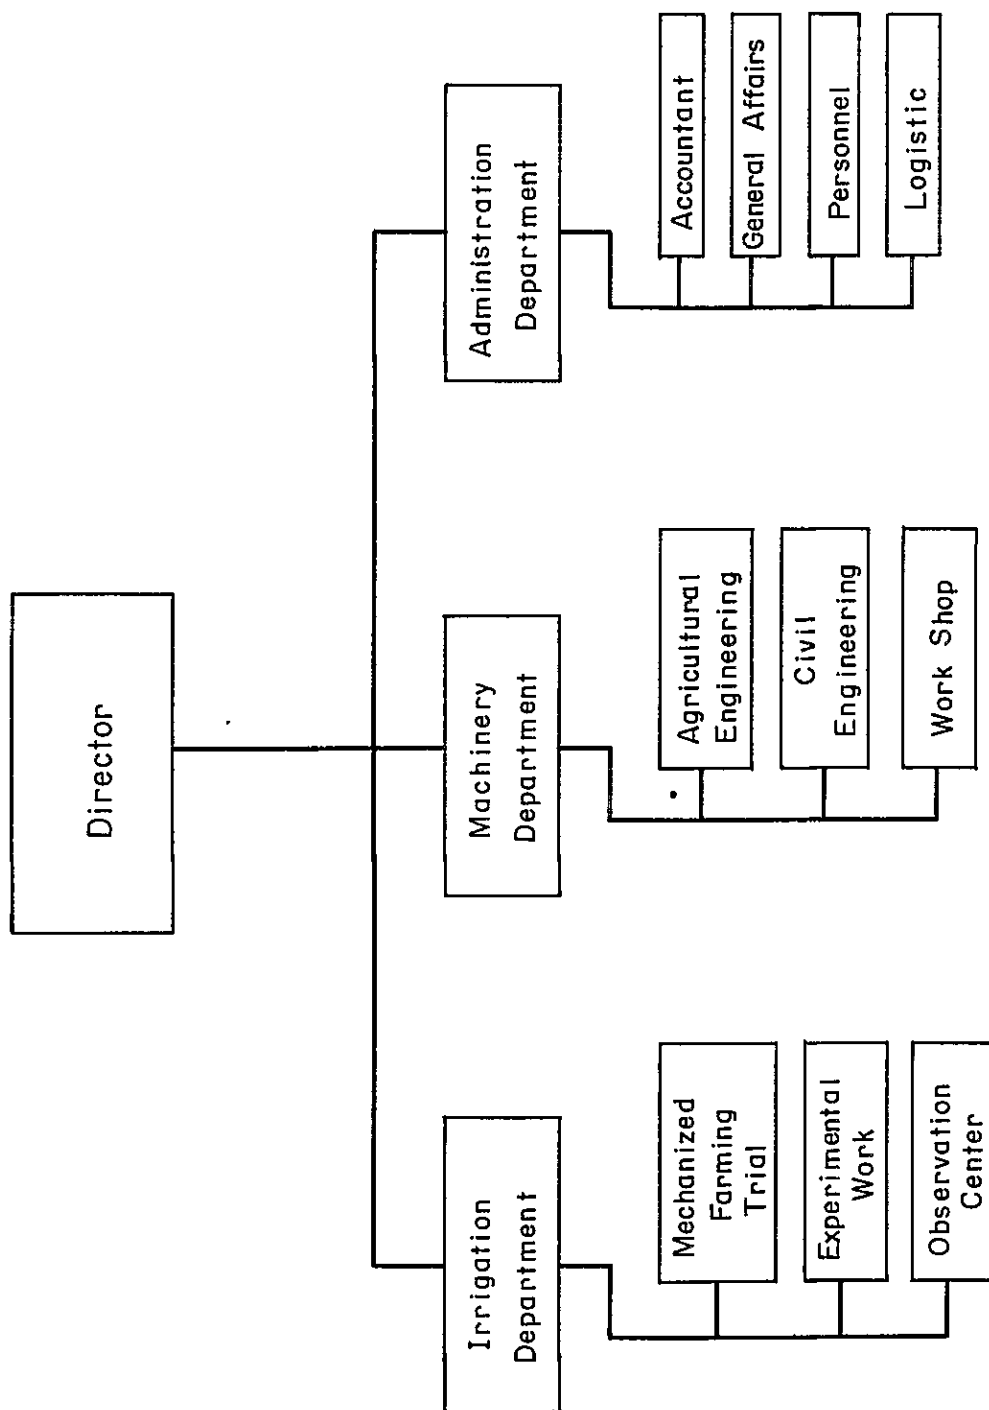 Director
Irrigation
Department
Machinery
Department
Administration
Department
Mechanized
Farming
Trial
Experimental
Work
Observation
Center
Agricultural
Engineering
Civil
Engineering
Work Shop
Accountant
General Affairs
Personnel
Logistic